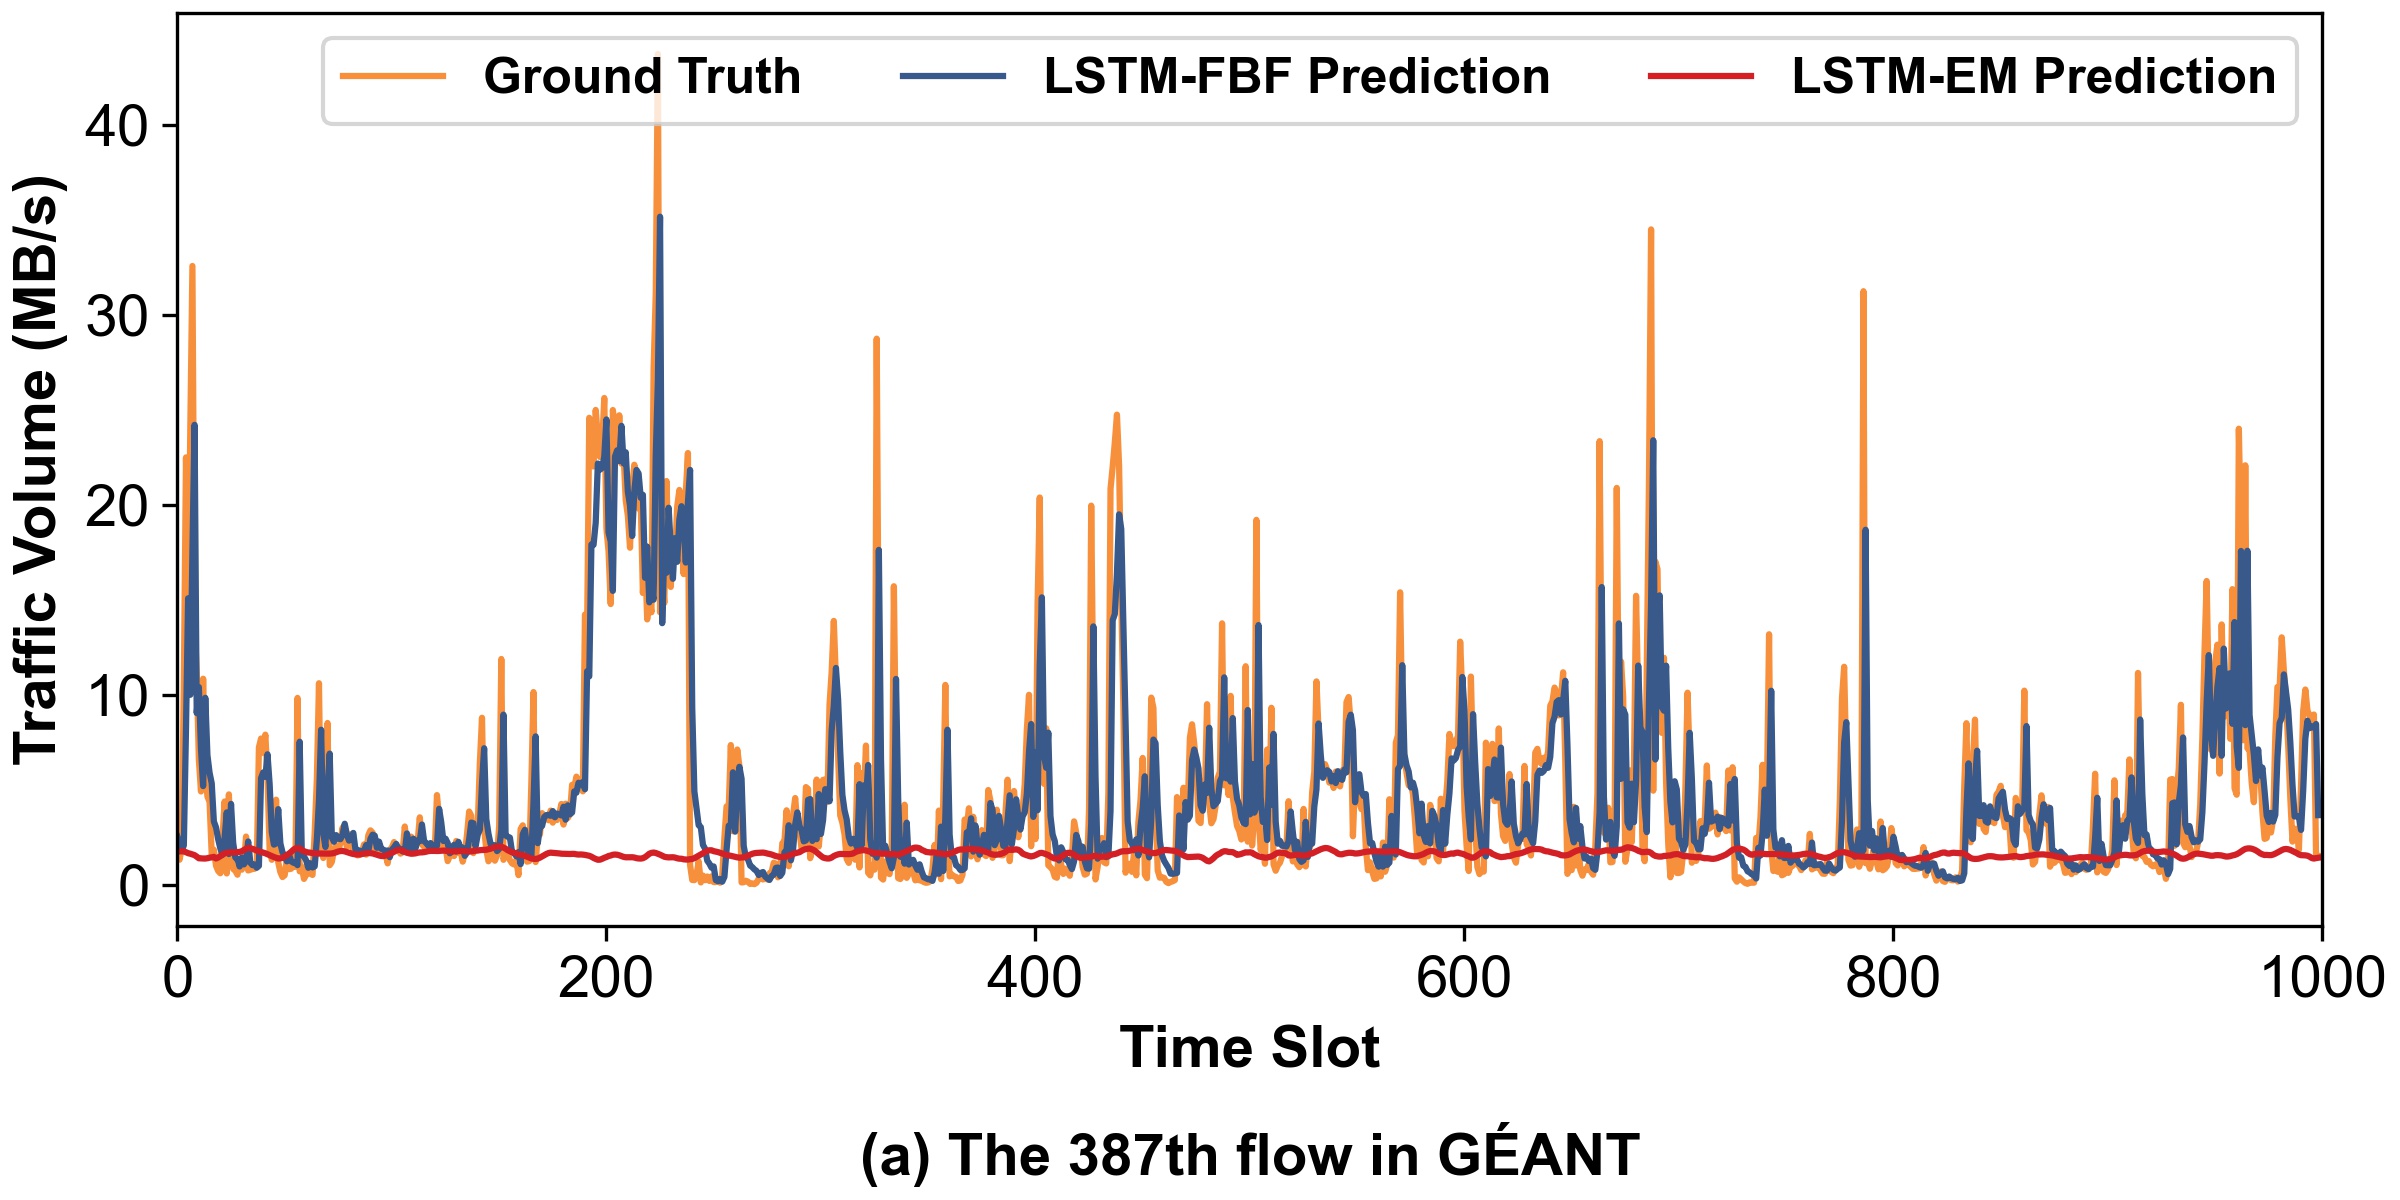 Ground Truth LSTM-FBF Prediction LSTM-EM Prediction
Traffic Volume (MB/s)
40
30
20
10
0
0 200 400 600 800 1000
Time Slot
(a) The 387th flow in GÉANT